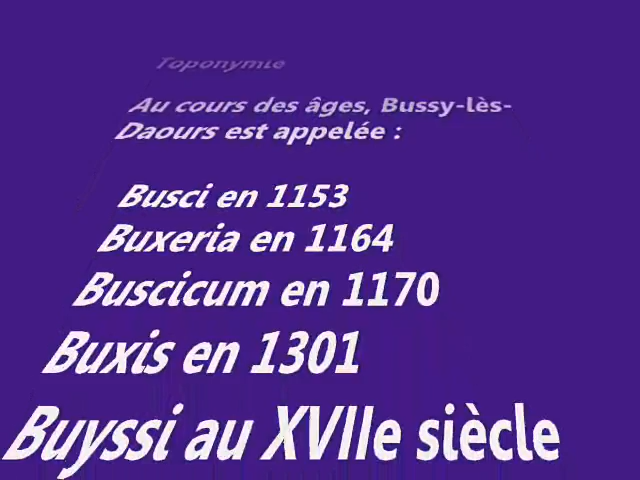 Toponymie
Au cours des âges, Bussy-lès-
Daours est appelée :
Busci en 1153
Buxeria en 1164
Buscicum en 1170
Buxis en 1301
Buyssi au XVIIe siècle